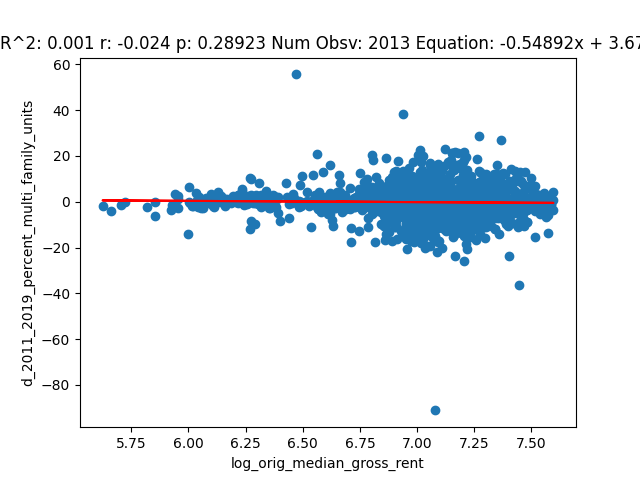 R^2: 0.001 r: -0.024 p: 0.28923 Num Obsv: 2013 Equation: -0.54892x + 3.67
60
40
20
0
−20
−40
−60
−80
d_2011_2019_percent_multi_family_units
5.75 6.00 6.25 6.50 6.75 7.00 7.25 7.50
log_orig_median_gross_rent